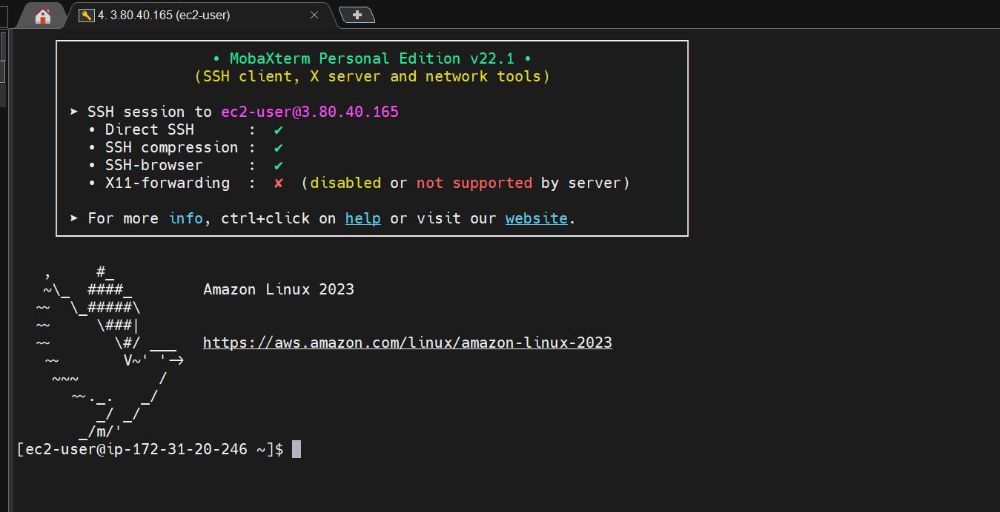 4. 3.80.40.165 (ec2-user)
• MobaXterm Personal Edition v22.1 •
(SSH client, X server and network tools)
➤ SSH session to ec2-user@3.80.40.165
• Direct SSH      :  ✔
• SSH compression :  ✔
• SSH-browser     :  ✔
• X11-forwarding  :  ✘  (disabled or not supported by server)
➤ For more info, ctrl+click on help or visit our website.
   ,     #_
   ~\_  ####_        Amazon Linux 2023
  ~~  \_#####\
  ~~     \###|
  ~~       \#/ ___   https://aws.amazon.com/linux/amazon-linux-2023
   ~~       V~' '->
    ~~~         /
      ~~._.   _/
         _/ _/
       _/m/'
[ec2-user@ip-172-31-20-246 ~]$